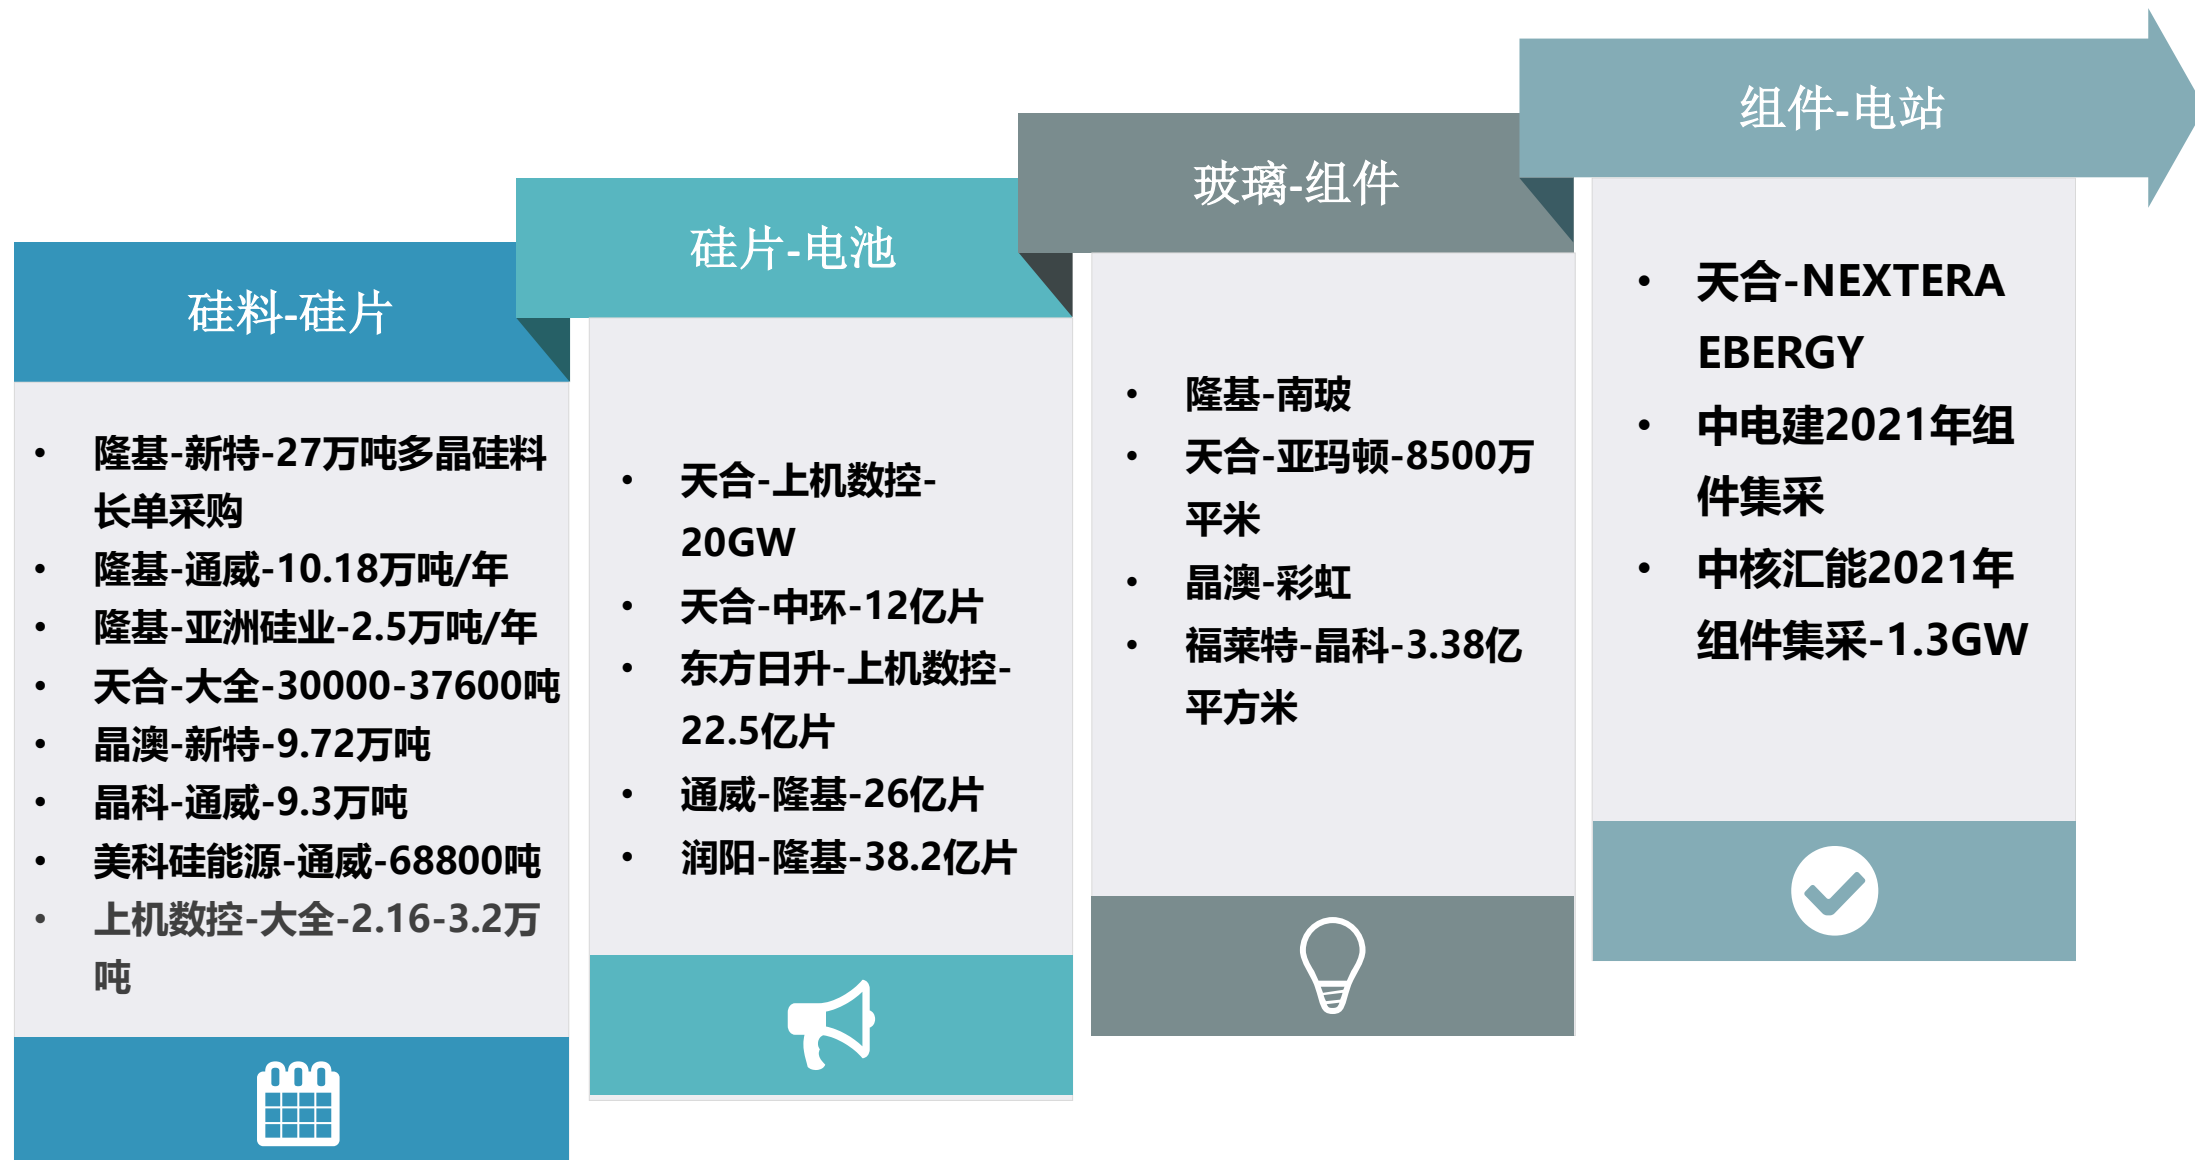 硅料-硅片
隆基-新特-27万吨多晶硅料
长单采购
隆基-通威-10.18万吨/年
隆基-亚洲硅业-2.5万吨/年
天合-大全-30000-37600吨
晶澳-新特-9.72万吨
晶科-通威-9.3万吨
美科硅能源-通威-68800吨
上机数控-大全-2.16-3.2万
吨
硅片-电池
天合-上机数控-
20GW
天合-中环-12亿片
东方日升-上机数控-
22.5亿片
通威-隆基-26亿片
润阳-隆基-38.2亿片
玻璃-组件
隆基-南玻
天合-亚玛顿-8500万
平米
晶澳-彩虹
福莱特-晶科-3.38亿
平方米
组件-电站
天合-NEXTERA
EBERGY
中电建2021年组
件集采
中核汇能2021年
组件集采-1.3GW